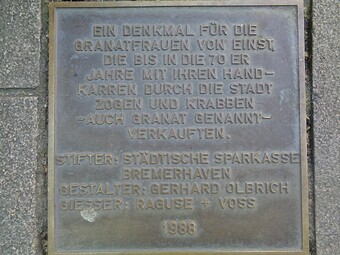 EIN DENKMAL FÜR DIE
GRANATFRAUEN VON EINST,
DIE BIS IN DIE 70 ER
JAHRE MIT IHREN HAND-
KARREN DURCH DIE STADT
ZOGEN UND KRABBEN
-AUCH GRANAT GENANNT-
VERKAUFTEN.
STIFTER: STÄDTISCHE SPARKASSE
BREMERHAVEN
GESTALTER: GERHARD OLBRICH
GIESSER: RAGUSE + VOSS
1988